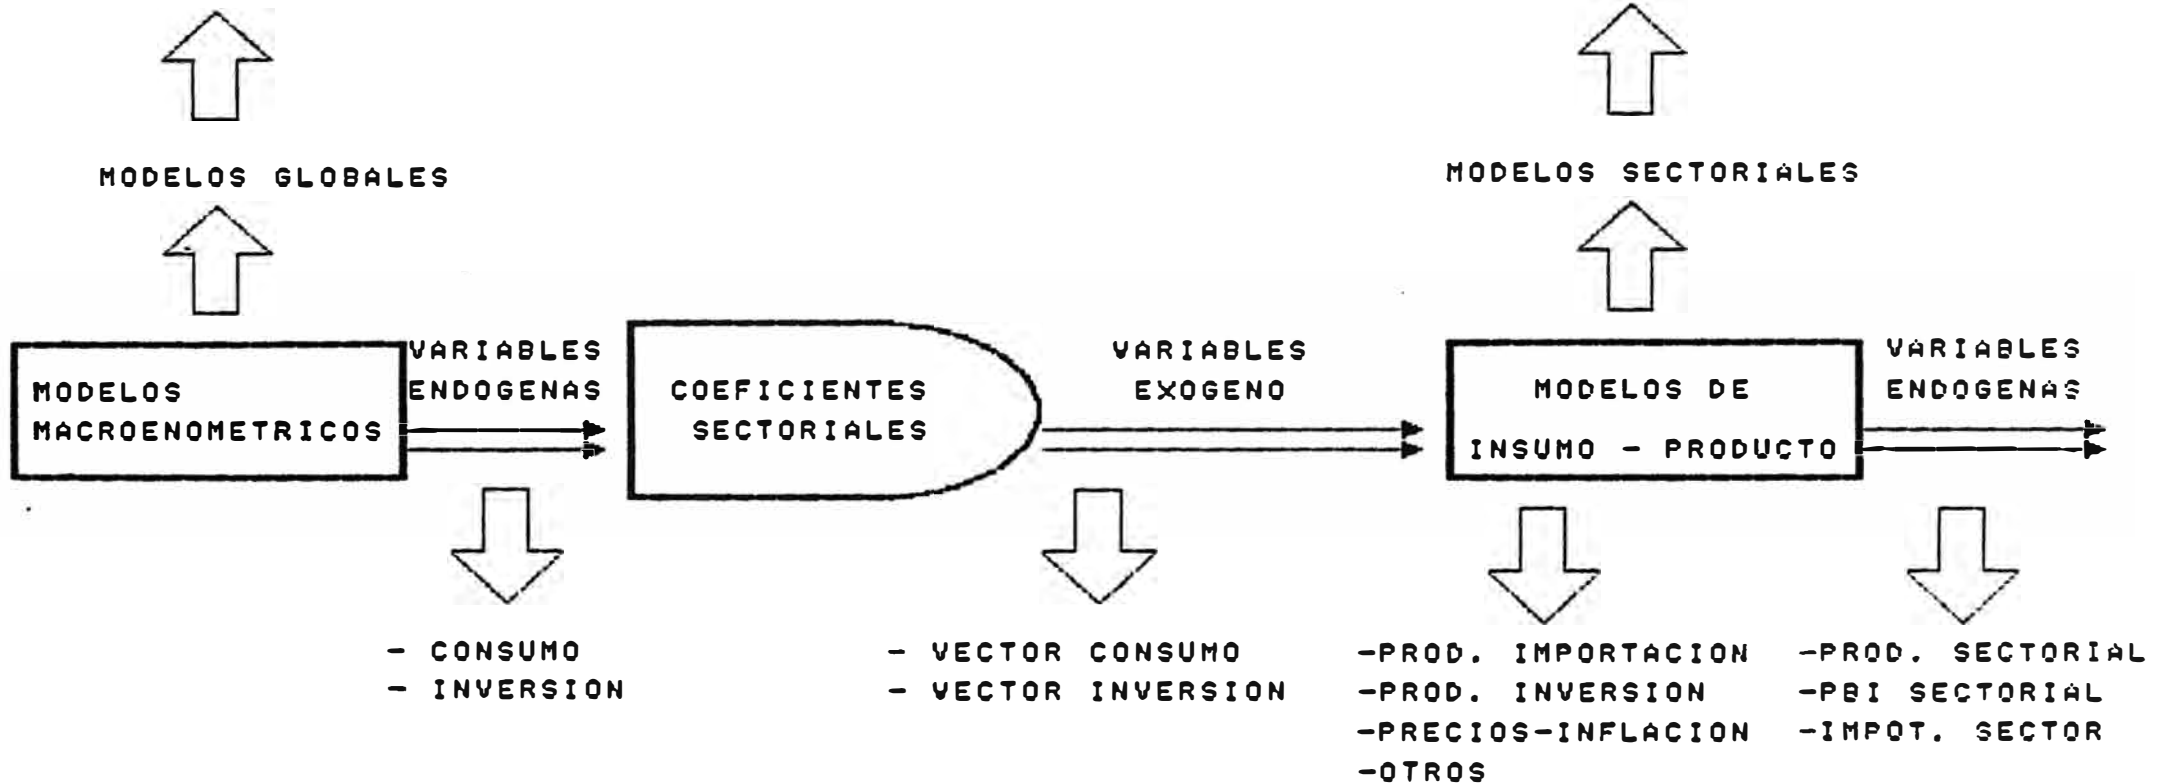 MODELOS GLOBALES
MODELOS SECTORIALES
MODELOS
MACROENOMETRICOS
VARIABLES
ENDOGENAS
COEFICIENTES
SECTORIALES
VARIABLES
EXOGENO
MODELOS DE
INSUMO - PRODUCTO
VARIABLES
ENDOGENAS
- CONSUMO
- INVERSION
- VECTOR CONSUMO
- VECTOR INVERSION
-PROD. IMPORTACION
-PROD. INVERSION
-PRECIOS-INFLACION
-OTROS
-PROD. SECTORIAL
-PBI SECTORIAL
-IMPOT. SECTOR